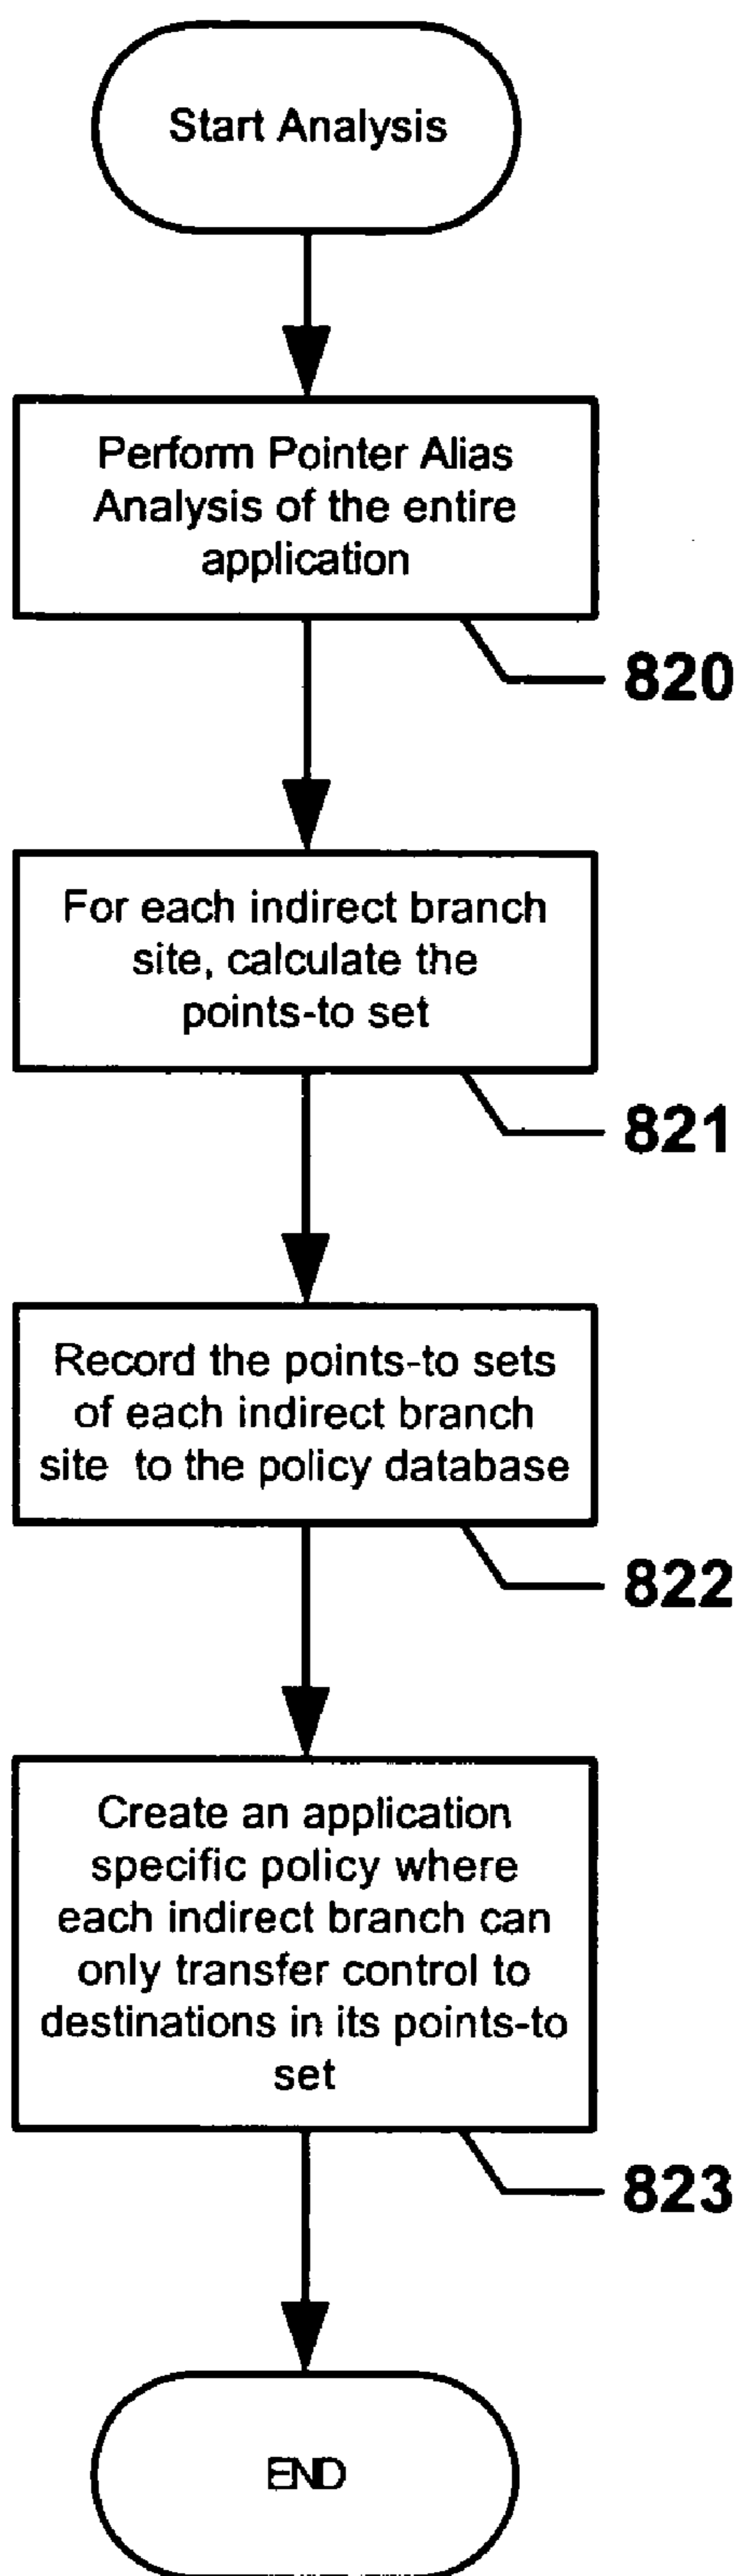 Start Analysis
Perform Pointer Alias
Analysis of the entire
application
820
For each indirect branch
site, calculate the
points-to set
821
Record the points-to sets
of each indirect branch
site to the policy database
822
Create an application
specific policy where
each indirect branch can
only transfer control to
destinations in its points-to
set
823
END